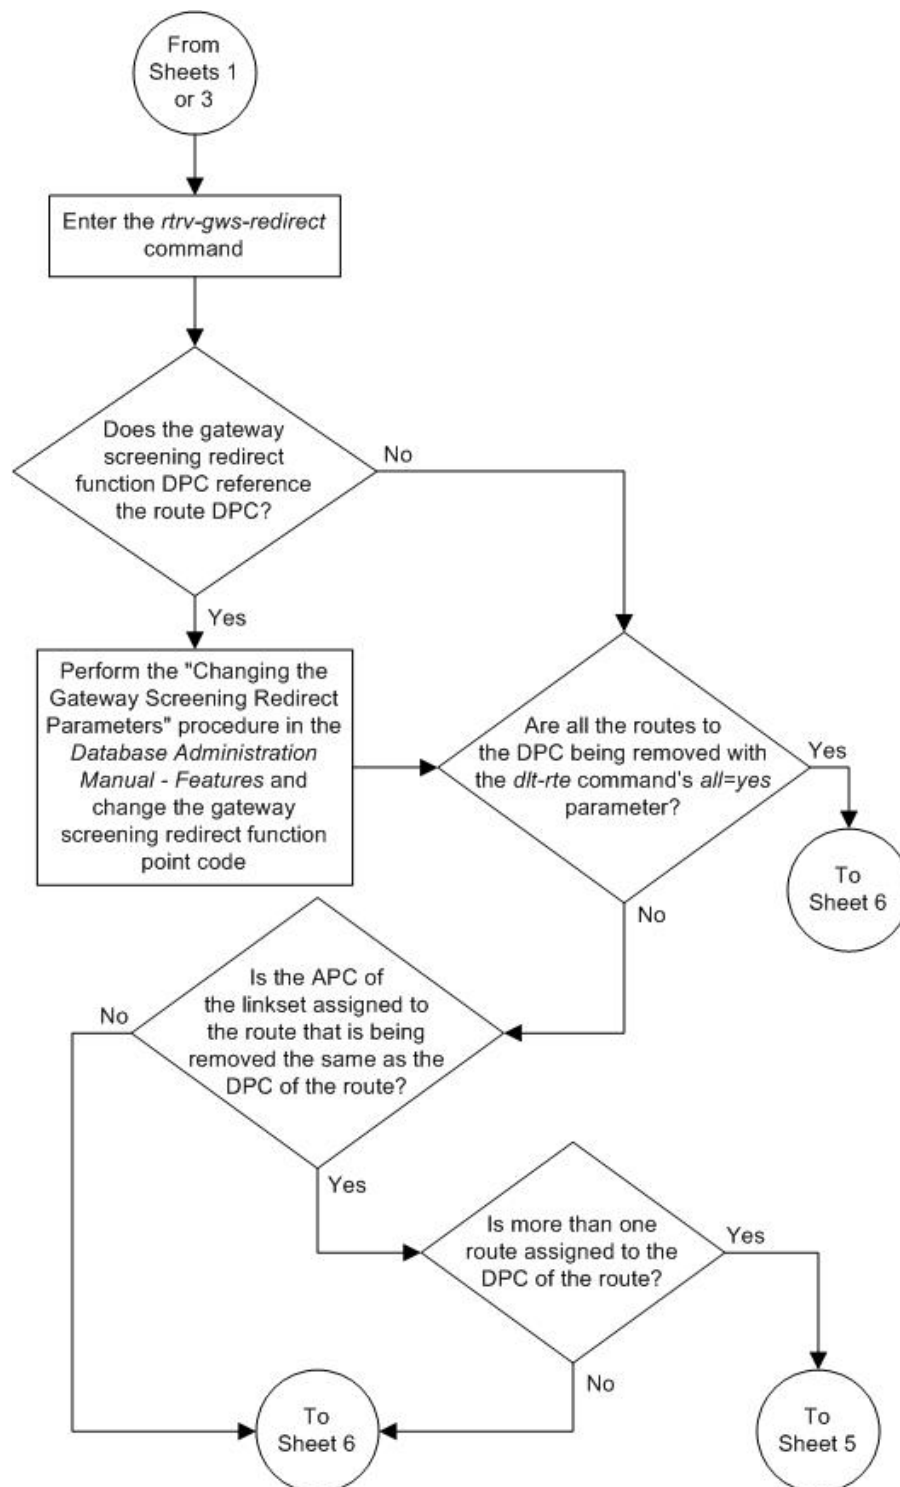 From
Sheets 1
or 3
Enter the rtrv-gws-redirect
command
Does the gateway
screening redirect
function DPC reference
the route DPC?
No
Yes
Perform the "Changing the
Gateway Screening Redirect
Parameters" procedure in the
Database Administration
Manual - Features and
change the gateway
screening redirect function
point code
Are all the routes to
the DPC being removed with
the dlt-rte command's all=yes
parameter?
Yes
To
Sheet 6
No
Is the APC of
the linkset assigned to
the route that is being
removed the same as the
DPC of the route?
No
Yes
Is more than one
route assigned to the
DPC of the route?
Yes
No
To
Sheet 6
To
Sheet 5